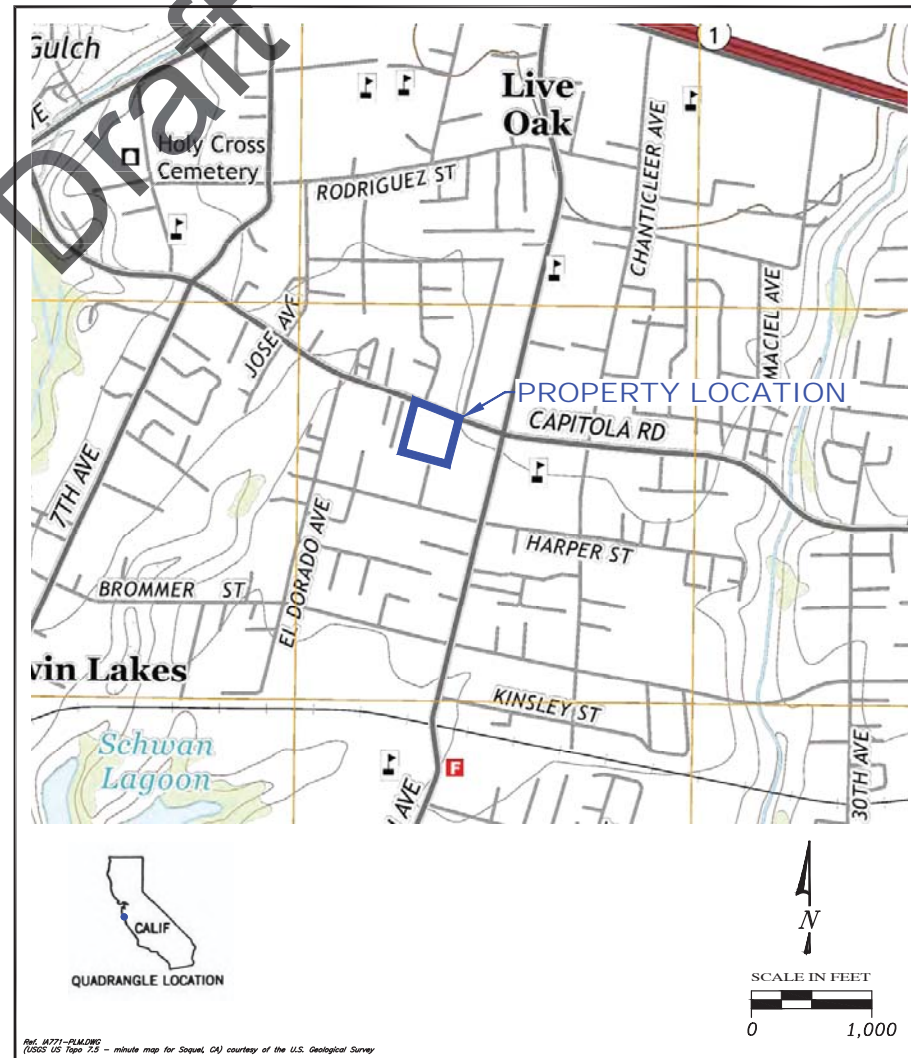 Draft
Gulch
1
Live
Oak
Holy Cross
Cemetery
RODRIGUEZ ST
CHANTICLEER AVE
MACIEL AVE
JOSE AVE
PROPERTY LOCATION
CAPITOLA RD
7TH AVE
EL DORADO AVE
HARPER ST
BROMMER ST
vin Lakes
KINSLEY ST
Schwan
Lagoon
F
AVE
30TH AVE
CALIF
QUADRANGLE LOCATION
N
SCALE IN FEET
0 1,000
Ref. IA771-PLM.DWG
(USGS US Topo 7.5 - minute map for Soquel, CA) courtesy of the U.S. Geological Survey